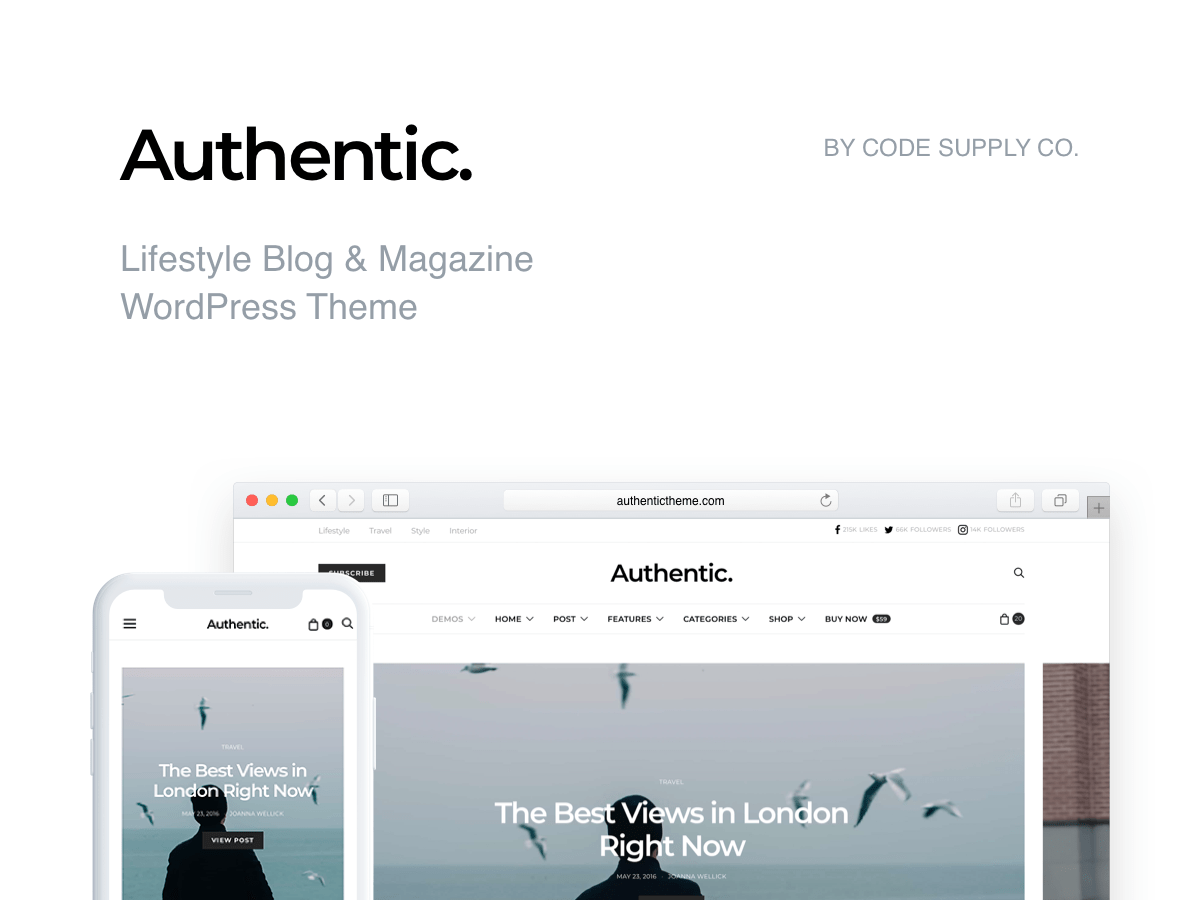 Authentic.
BY CODE SUPPLY CO.
Lifestyle Blog & Magazine
WordPress Theme
authentictheme.com
Lifestyle Travel Style Interior
215K LIKES 66K FOLLOWERS 14K FOLLOWERS
SUBSCRIBE
Authentic.
DEMOS HOME POST FEATURES CATEGORIES SHOP BUY NOW $59
20
TRAVEL
The Best Views in London
Right Now
MAY 23, 2016 · JOANNA WELLICK
Authentic.
0
TRAVEL
The Best Views in
London Right Now
MAY 23, 2016 · JOANNA WELLICK
VIEW POST